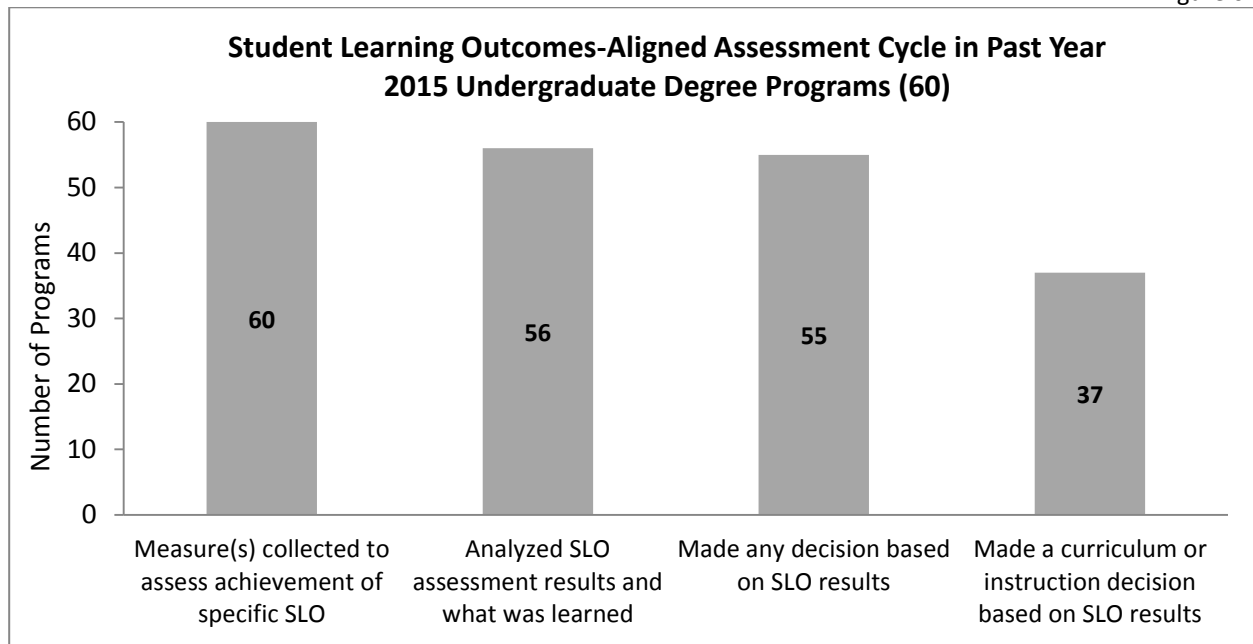 Student Learning Outcomes-Aligned Assessment Cycle in Past Year
2015 Undergraduate Degree Programs (60)
Number of Programs
60
50
40
30
20
10
0
60
56
55
37
Measure(s) collected to
assess achievement of
specific SLO
Analyzed SLO
assessment results and
what was learned
Made any decision based
on SLO results
Made a curriculum or
instruction decision
based on SLO results